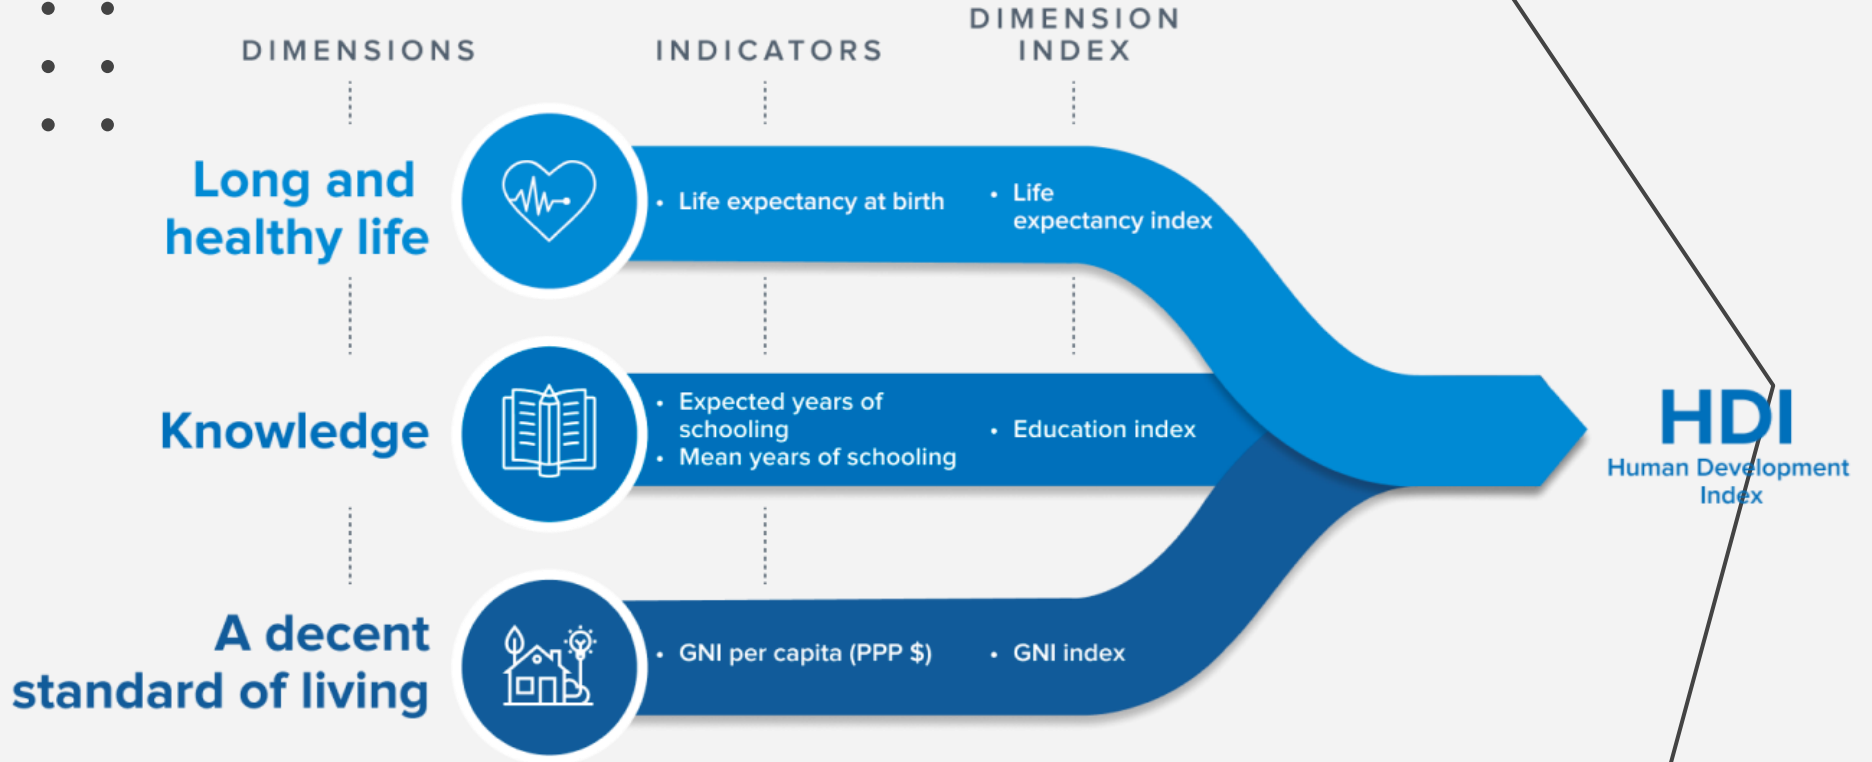 DIMENSIONS
INDICATORS
DIMENSION
INDEX
Long and
healthy life
• Life expectancy at birth
• Life
expectancy index
Knowledge
• Expected years of
schooling
• Mean years of schooling
• Education index
A decent
standard of living
• GNI per capita (PPP $)
• GNI index
HDI
Human Development
Index